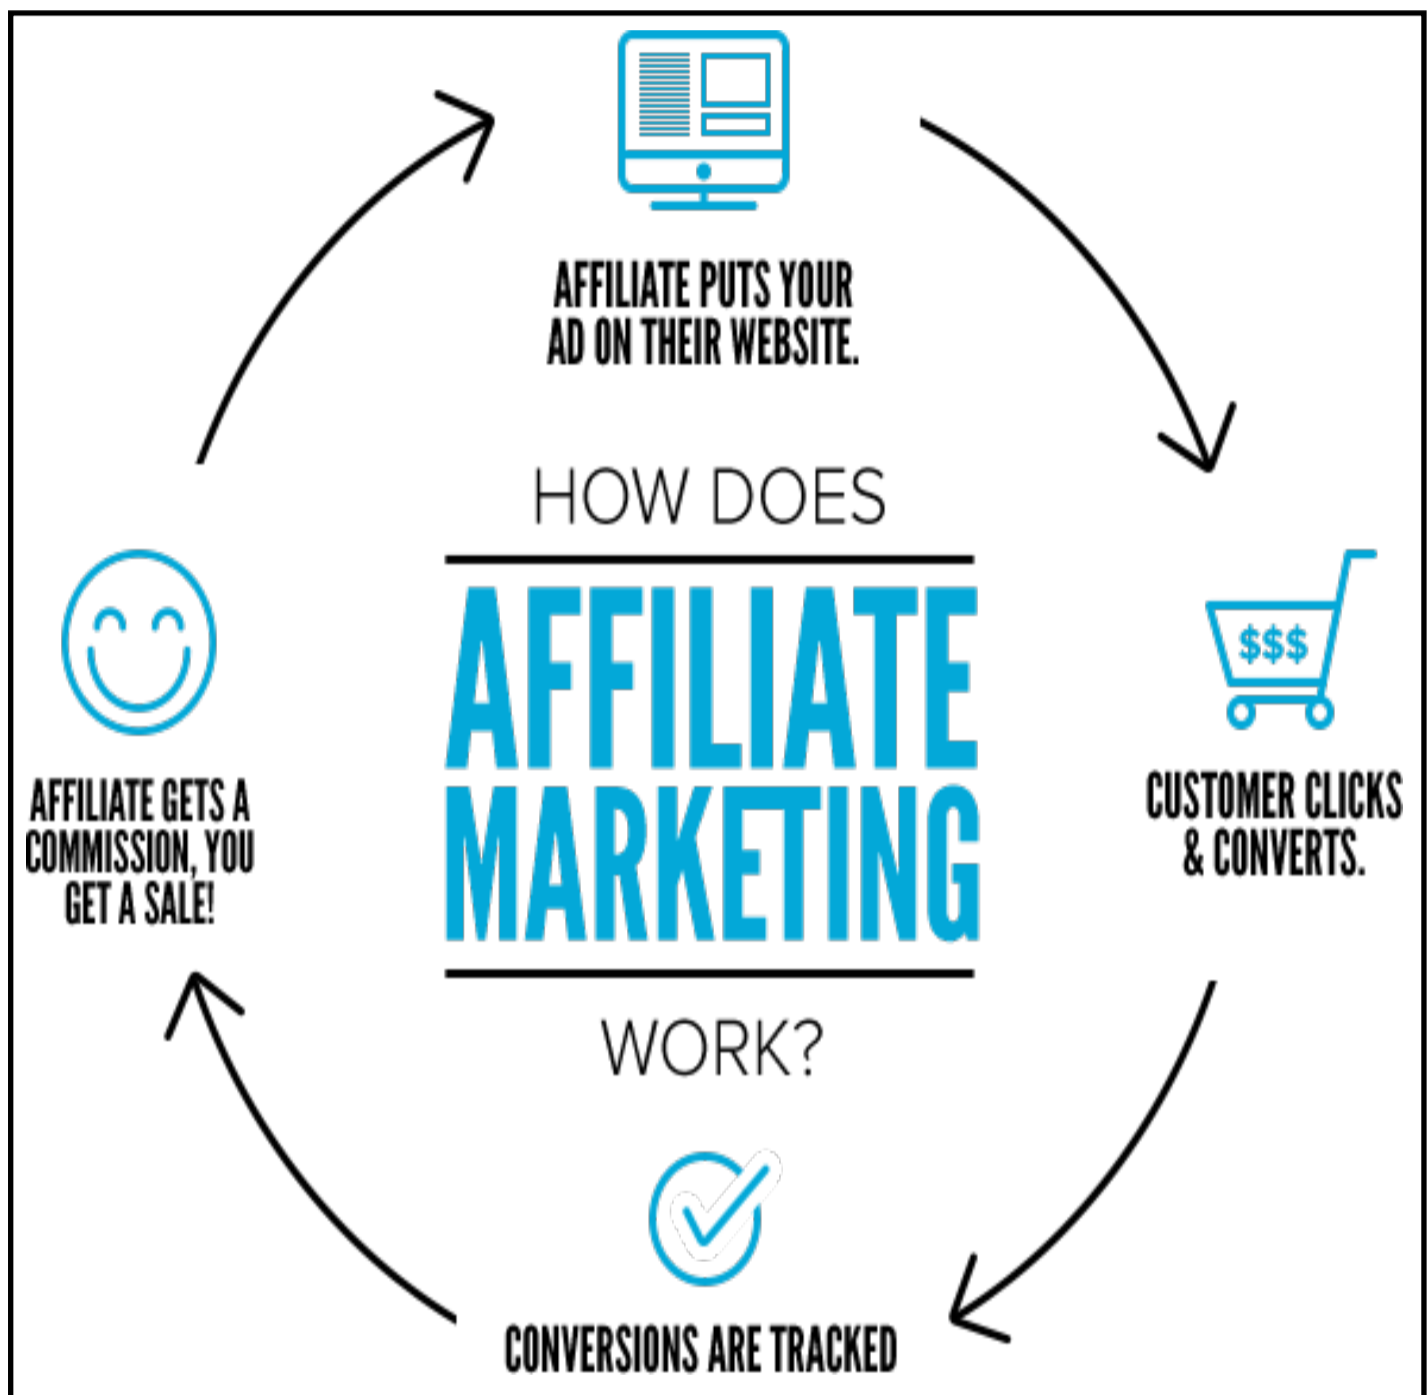 AFFILIATE PUTS YOUR
AD ON THEIR WEBSITE.
HOW DOES
AFFILIATE
MARKETING
WORK?
$$$
CUSTOMER CLICKS
& CONVERTS.
CONVERSIONS ARE TRACKED
AFFILIATE GETS A
COMMISSION, YOU
GET A SALE!